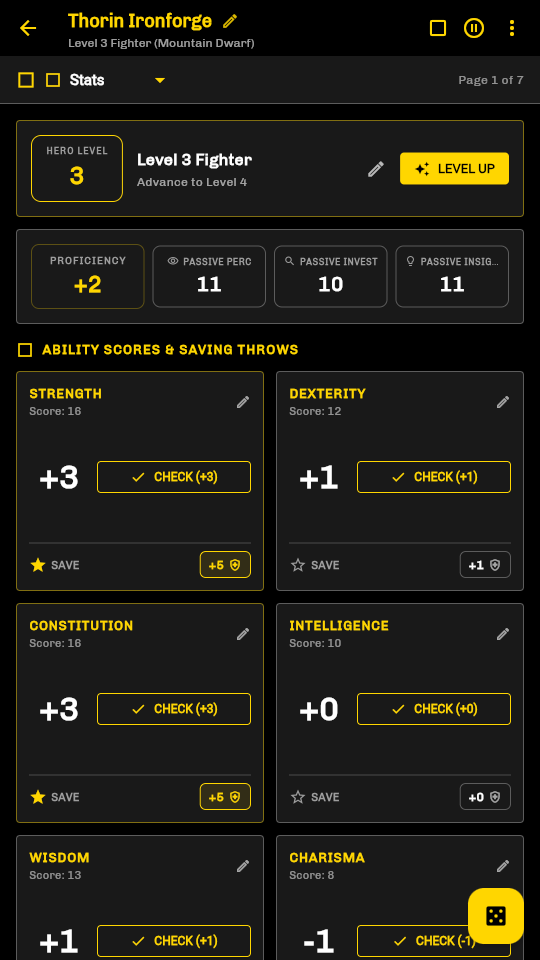 Thorin Ironforge
Level 3 Fighter (Mountain Dwarf)
Stats
Page 1 of 7
HERO LEVEL
3
Level 3 Fighter
Advance to Level 4
LEVEL UP
PROFICIENCY
+2
PASSIVE PERC
11
PASSIVE INVEST
10
PASSIVE INSIG...
11
ABILITY SCORES & SAVING THROWS
STRENGTH
Score: 16
+3
CHECK (+3)
SAVE
+5
DEXTERITY
Score: 12
+1
CHECK (+1)
SAVE
+1
CONSTITUTION
Score: 16
+3
CHECK (+3)
SAVE
+5
INTELLIGENCE
Score: 10
+0
CHECK (+0)
SAVE
+0
WISDOM
Score: 13
+1
CHECK (+1)
CHARISMA
Score: 8
-1
CHECK (-1)